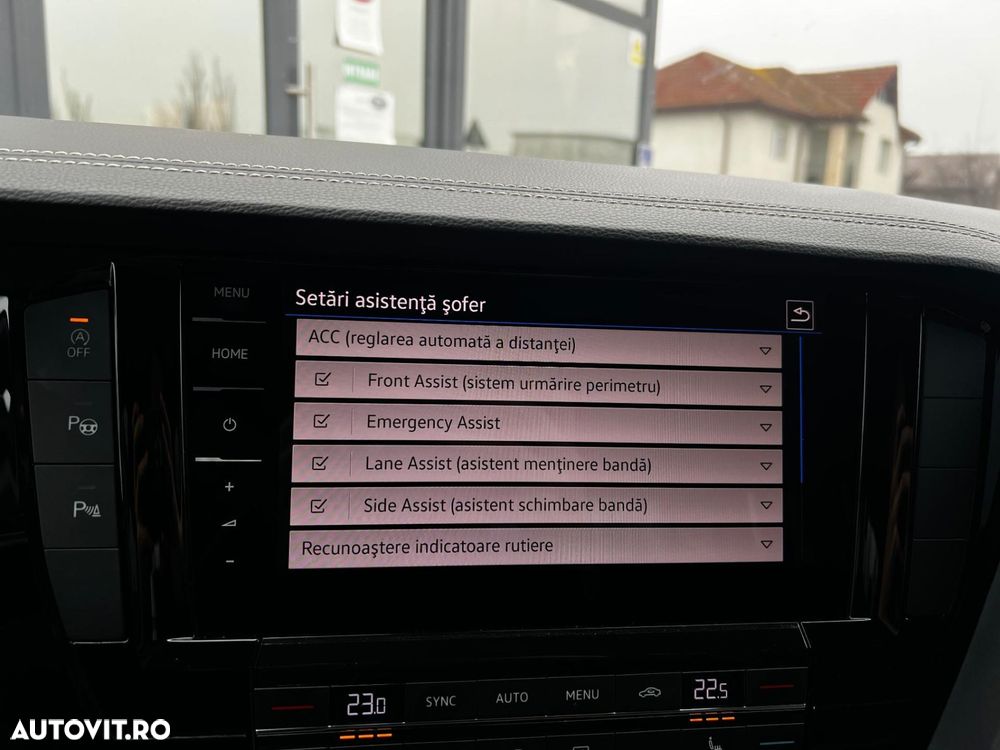 MENU
Setări asistenţă şofer
A
OFF
HOME
ACC (reglarea automată a distanţei)
Front Assist (sistem urmărire perimetru)
P
Emergency Assist
Lane Assist (asistent menţinere bandă)
P
+
Side Assist (asistent schimbare bandă)
Recunoaştere indicatoare rutiere
-
23.0
SYNC
AUTO
MENU
22.5
AUTOVIT.RO